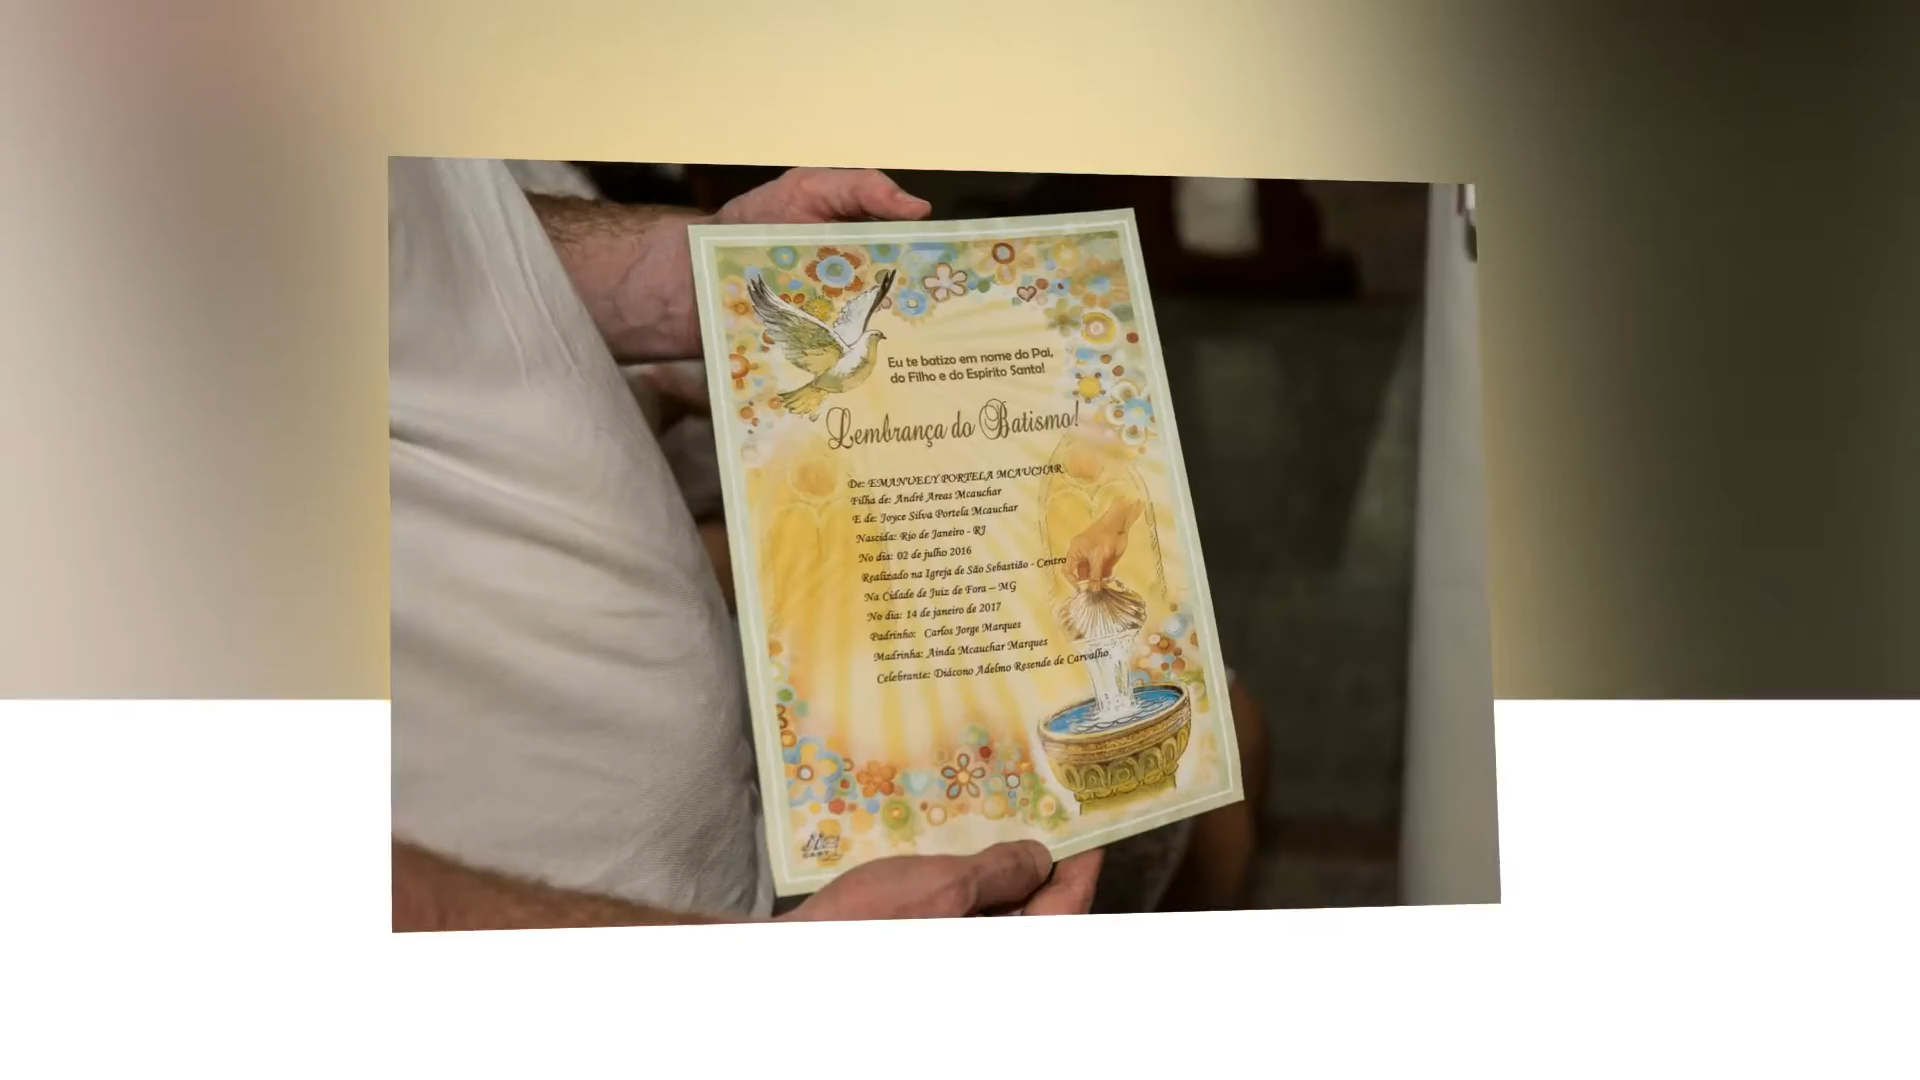 Eu te batizo em nome do Pai,
do Filho e do Espírito Santo!
Lembrança do Batismo!
De: EMANUELY PORTELA MCAUCHAR
Filha de: André Areas Mcauchar
E de: Joyce Silva Portela Mcauchar
Nascida: Rio de Janeiro - RJ
No dia: 02 de julho 2016
Realizado na Igreja de São Sebastião - Centro
Na Cidade de Juiz de Fora – MG
No dia: 14 de janeiro de 2017
Padrinho: Carlos Jorge Marques
Madrinha: Ainda Mcauchar Marques
Celebrante: Diácono Adelmo Resende de Carvalho